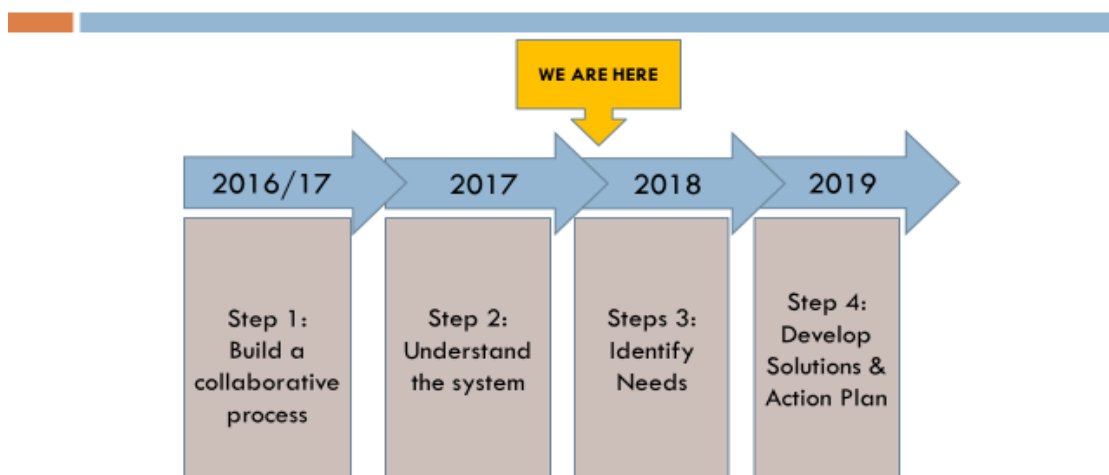 WE ARE HERE
2016/17
2017
2018
2019
Step 1:
Build a
collaborative
process
Step 2:
Understand
the system
Steps 3:
Identify
Needs
Step 4:
Develop
Solutions &
Action Plan